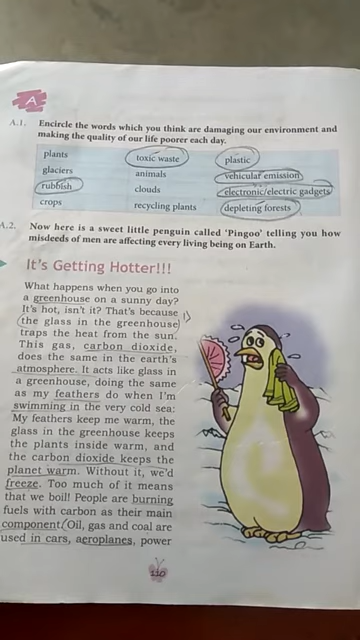 A
A.1. Encircle the words which you think are damaging our environment and
making the quality of our life poorer each day.
plants toxic waste plastic
glaciers animals vehicular emission
rubbish clouds electronic/electric gadgets
crops recycling plants depleting forests
A.2. Now here is a sweet little penguin called 'Pingoo' telling you how
misdeeds of men are affecting every living being on Earth.
It's Getting Hotter!!!
What happens when you go into
a greenhouse on a sunny day?
It's hot, isn't it? That's because
(the glass in the greenhouse)
traps the heat from the sun.
This gas, carbon dioxide,
does the same in the earth's
atmosphere. It acts like glass in
a greenhouse, doing the same
as my feathers do when I'm
swimming in the very cold sea:
My feathers keep me warm, the
glass in the greenhouse keeps
the plants inside warm, and
the carbon dioxide keeps the
planet warm. Without it, we'd
freeze. Too much of it means
that we boil! People are burning
fuels with carbon as their main
component. Oil, gas and coal are
used in cars, aeroplanes, power
110